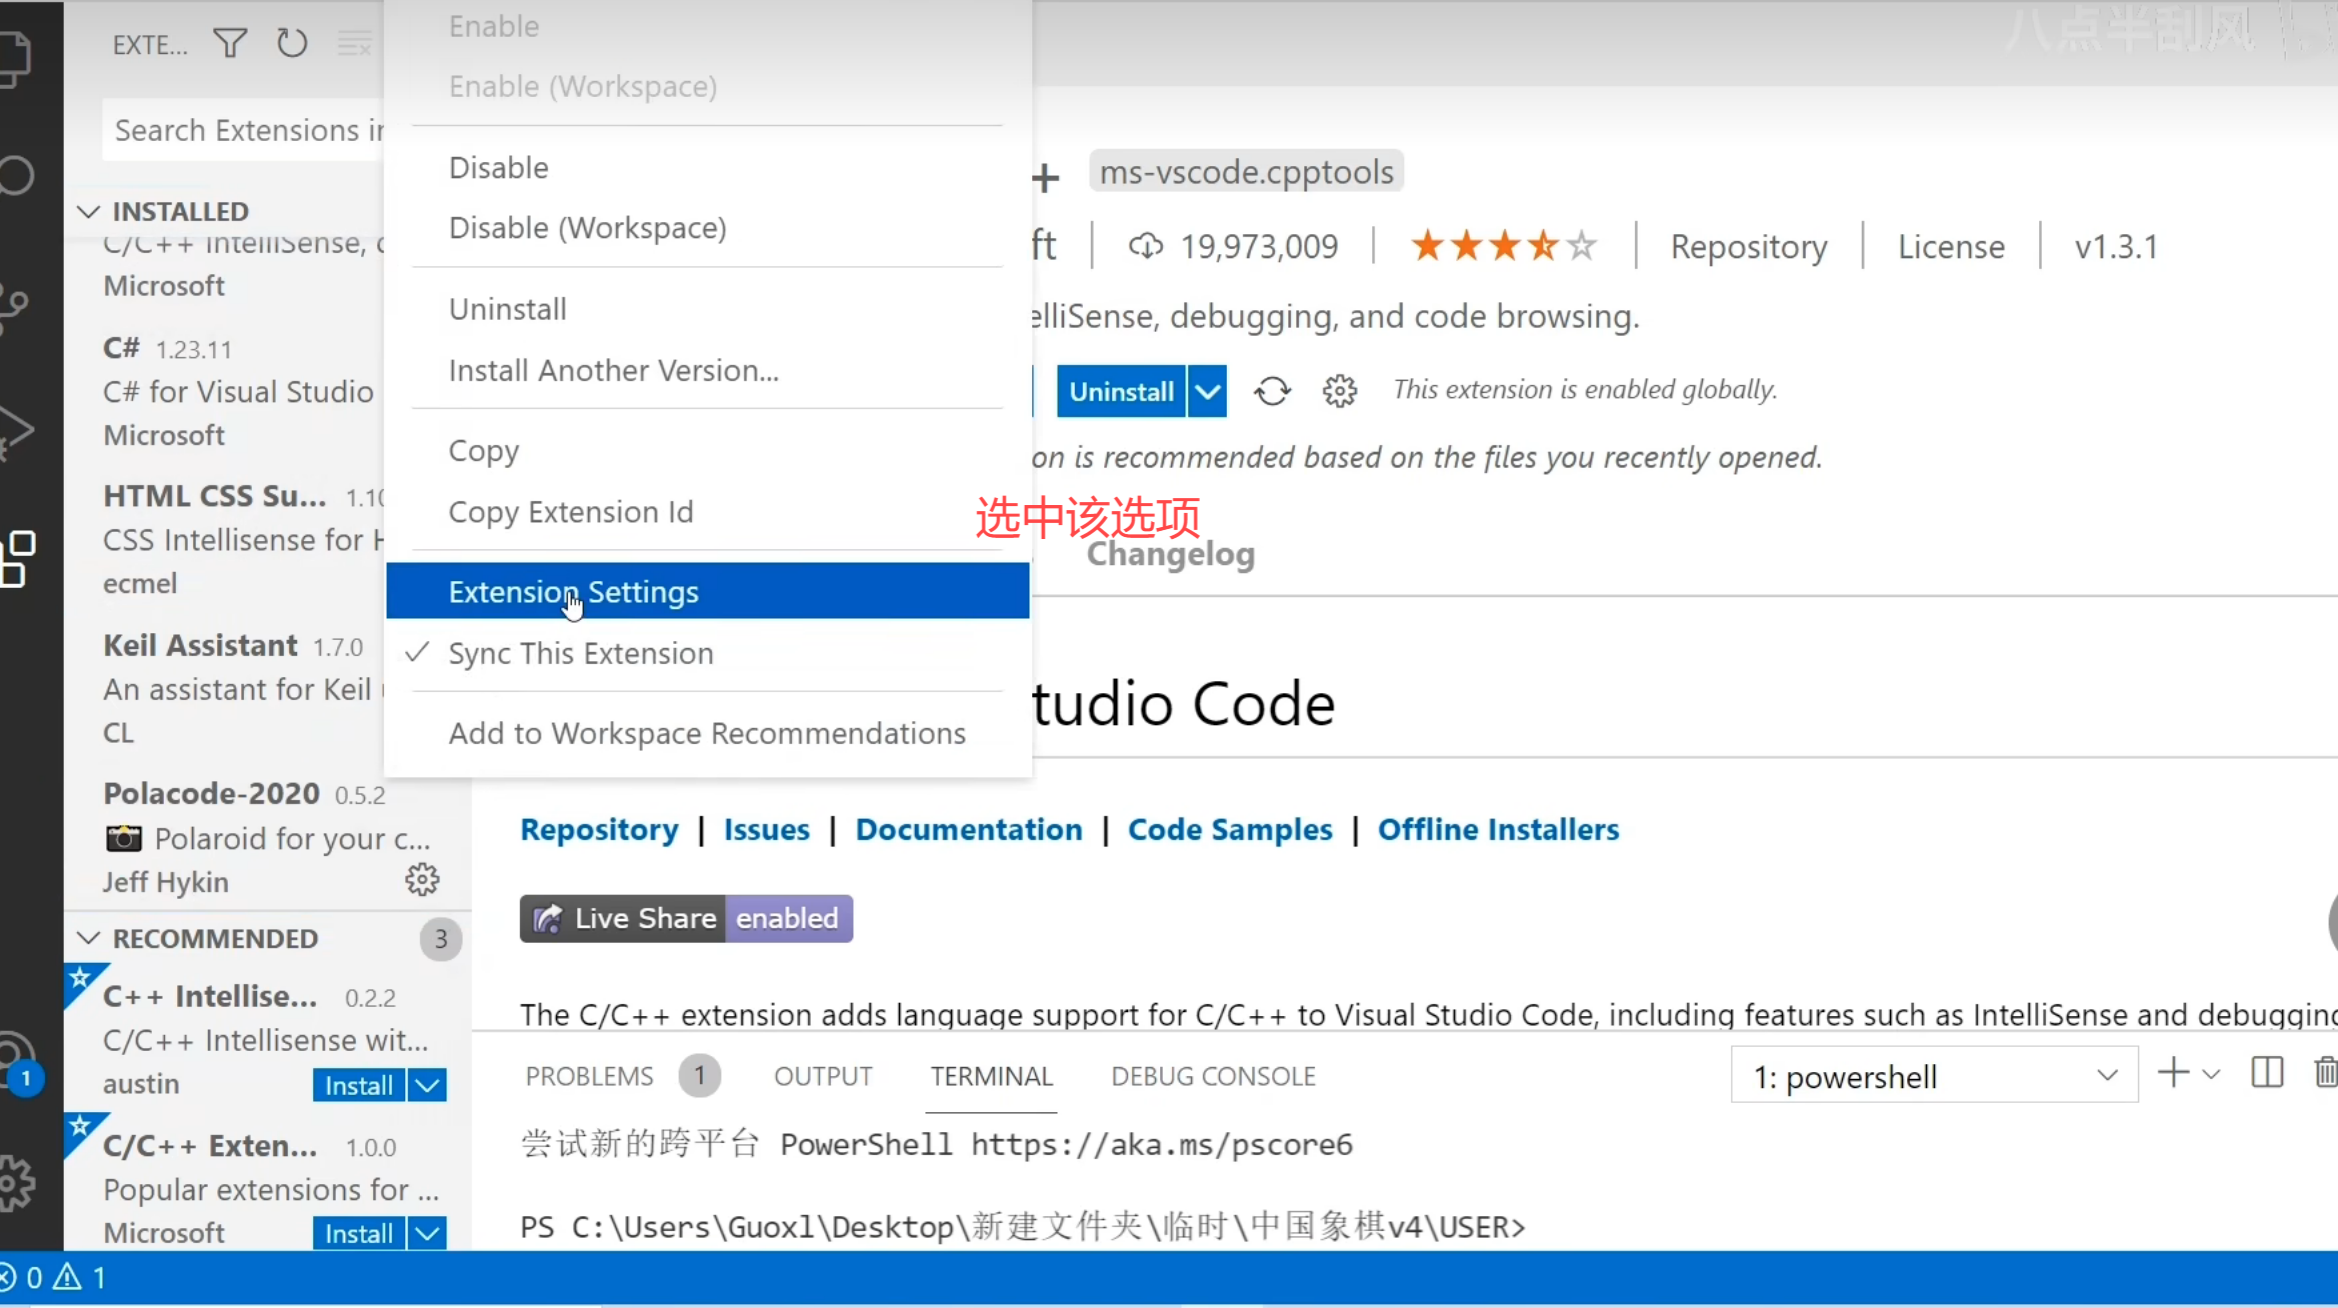 八点半刮风
EXTE...
Search Extensions in
INSTALLED
C/C++ IntelliSense, d
Microsoft
C# 1.23.11
C# for Visual Studio
Microsoft
HTML CSS Su... 1.10
CSS Intellisense for H
ecmel
Keil Assistant 1.7.0
An assistant for Keil
CL
Polacode-2020 0.5.2
Polaroid for your c...
Jeff Hykin
RECOMMENDED 3
C++ Intellise... 0.2.2
C/C++ Intellisense wit...
austin Install
C/C++ Exten... 1.0.0
Popular extensions for ...
Microsoft Install
Enable
Enable (Workspace)
Disable
Disable (Workspace)
Uninstall
Install Another Version...
Copy
Copy Extension Id
Extension Settings
Sync This Extension
Add to Workspace Recommendations
选中该选项
+ ms-vscode.cpptools
ft 19,973,009 Repository License v1.3.1
elliSense, debugging, and code browsing.
Uninstall This extension is enabled globally.
on is recommended based on the files you recently opened.
Changelog
tudio Code
Repository | Issues | Documentation | Code Samples | Offline Installers
Live Share enabled
The C/C++ extension adds language support for C/C++ to Visual Studio Code, including features such as IntelliSense and debugging
PROBLEMS 1 OUTPUT TERMINAL DEBUG CONSOLE 1: powershell
尝试新的跨平台 PowerShell https://aka.ms/pscore6
PS C:\Users\Guoxl\Desktop\新建文件夹\临时\中国象棋v4\USER>
1
0 1